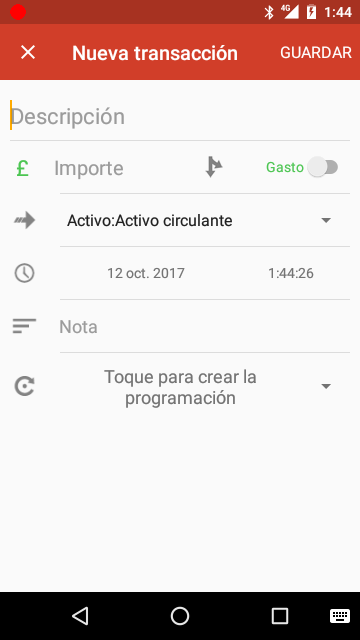 4G 1:44
Nueva transacción GUARDAR
Descripción
£ Importe Gasto
Activo:Activo circulante
12 oct. 2017 1:44:26
Nota
Toque para crear la
programación